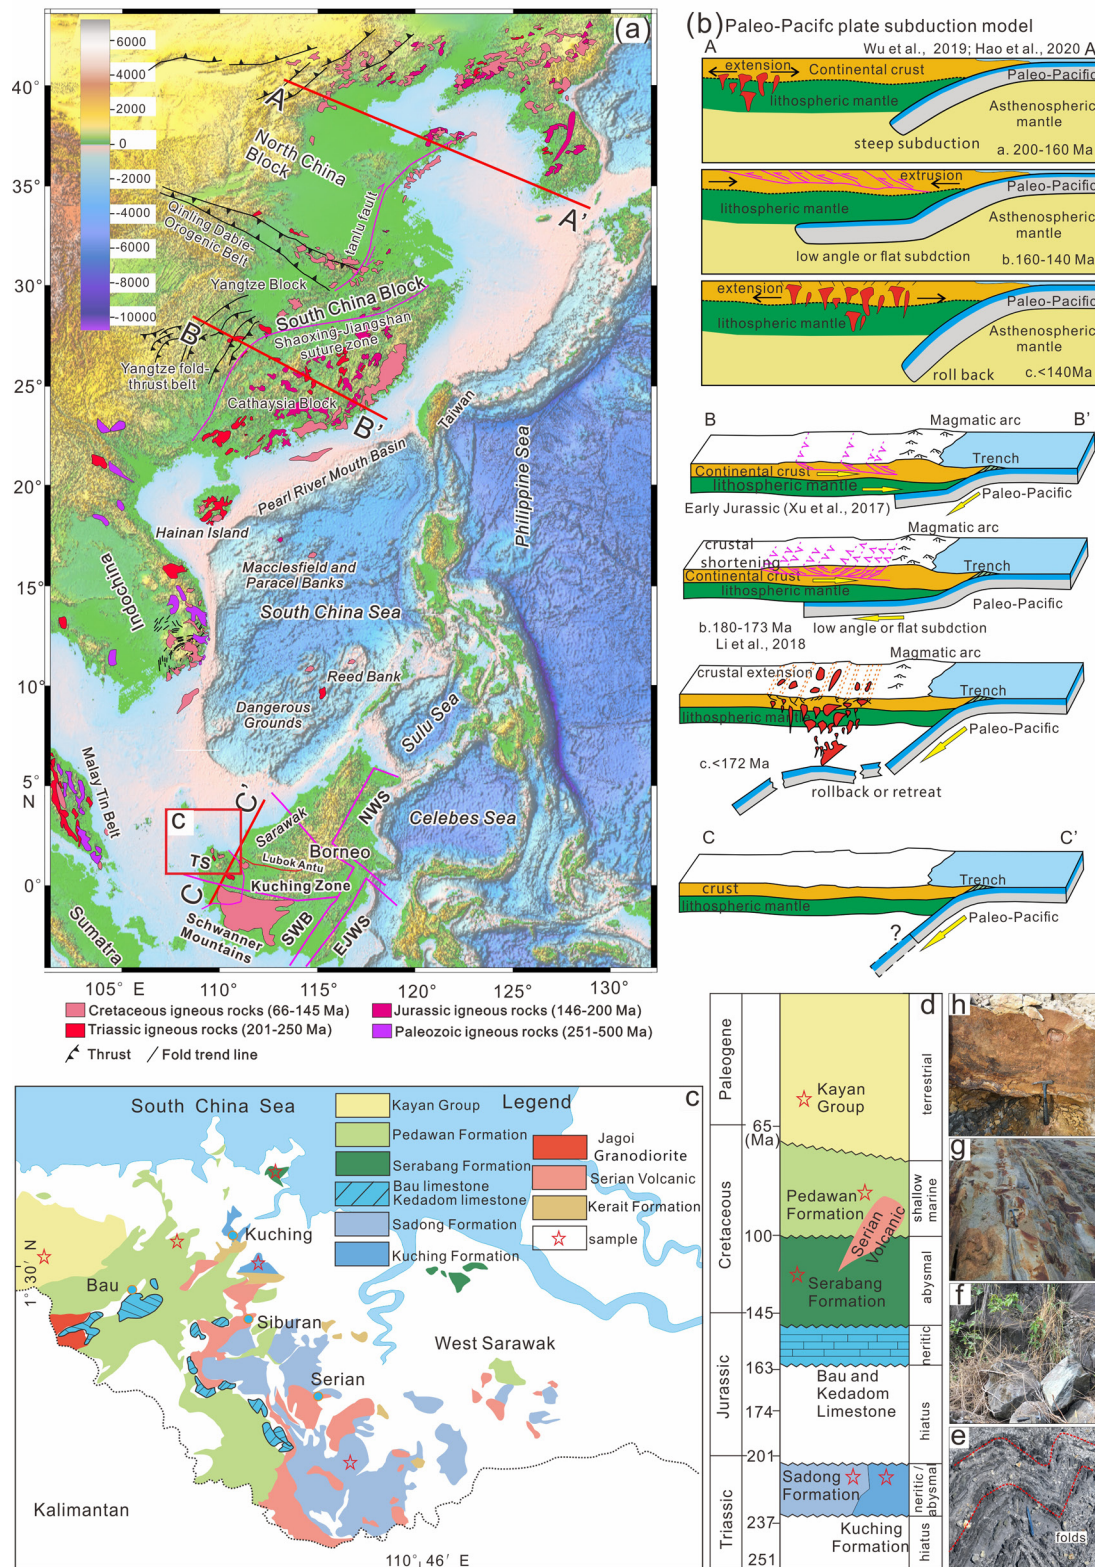 (a)
6000
4000
2000
0
-2000
-4000
-6000
-8000
-10000
40°
35°
30°
25°
20°
15°
10°
5°
N
0°
A
A'
North China
Block
tanlu fault
Qinling Dabie-
Orogenic Belt
Yangtze Block
South China Block
Shaoxing-Jiangshan
suture zone
B
B'
Yangtze fold-
thrust belt
Cathaysia Block
Taiwan
Pearl River Mouth Basin
Philippine Sea
Hainan Island
Indochina
Macclesfield and
Paracel Banks
South China Sea
Reed Bank
Dangerous
Grounds
Sulu Sea
Malay Tin Belt
C
C'
c
Sarawak
NWS
Celebes Sea
TS
Lubok Antu
Borneo
Kuching Zone
Schwanner
Mountains
SWB
EJWS
Sumatra
105° E
110°
115°
120°
125°
130°
Cretaceous igneous rocks (66-145 Ma)
Jurassic igneous rocks (146-200 Ma)
Triassic igneous rocks (201-250 Ma)
Paleozoic igneous rocks (251-500 Ma)
Thrust
Fold trend line
(b) Paleo-Pacifc plate subduction model
A
Wu et al., 2019; Hao et al., 2020 A'
extension
Continental crust
Paleo-Pacific
lithospheric mantle
Asthenospheric
mantle
steep subduction
a. 200-160 Ma
extrusion
Paleo-Pacific
lithospheric mantle
Asthenospheric
mantle
low angle or flat subdction
b.160-140 Ma
extension
Paleo-Pacific
lithospheric mantle
Asthenospheric
mantle
roll back
c.<140Ma
B
Magmatic arc
B'
Trench
Continental crust
lithospheric mantle
Paleo-Pacific
Early Jurassic (Xu et al., 2017)
Magmatic arc
crustal
shortening
Trench
Continental crust
lithospheric mantle
Paleo-Pacific
b.180-173 Ma
low angle or flat subdction
Li et al., 2018
Magmatic arc
crustal extension
Trench
lithospheric mantle
Paleo-Pacific
c.<172 Ma
rollback or retreat
C
C'
Trench
crust
lithospheric mantle
Paleo-Pacific
?
c
South China Sea
Legend
Kayan Group
Pedawan Formation
Serabang Formation
Bau limestone
Kedadom limestone
Sadong Formation
Kuching Formation
Jagoi
Granodiorite
Serian Volcanic
Kerait Formation
sample
1° 30′ N
Kuching
Bau
Siburan
Serian
West Sarawak
Kalimantan
110° 46′ E
d
Paleogene
Cretaceous
Jurassic
Triassic
65
(Ma)
100
145
163
174
201
237
251
Kayan
Group
Pedawan
Formation
Serian
Volcanic
Serabang
Formation
Bau and
Kedadom
Limestone
Sadong
Formation
Kuching
Formation
terrestrial
shallow
marine
abysmal
neritic
hiatus
neritic /
abysmal
hiatus
h
g
f
e
folds